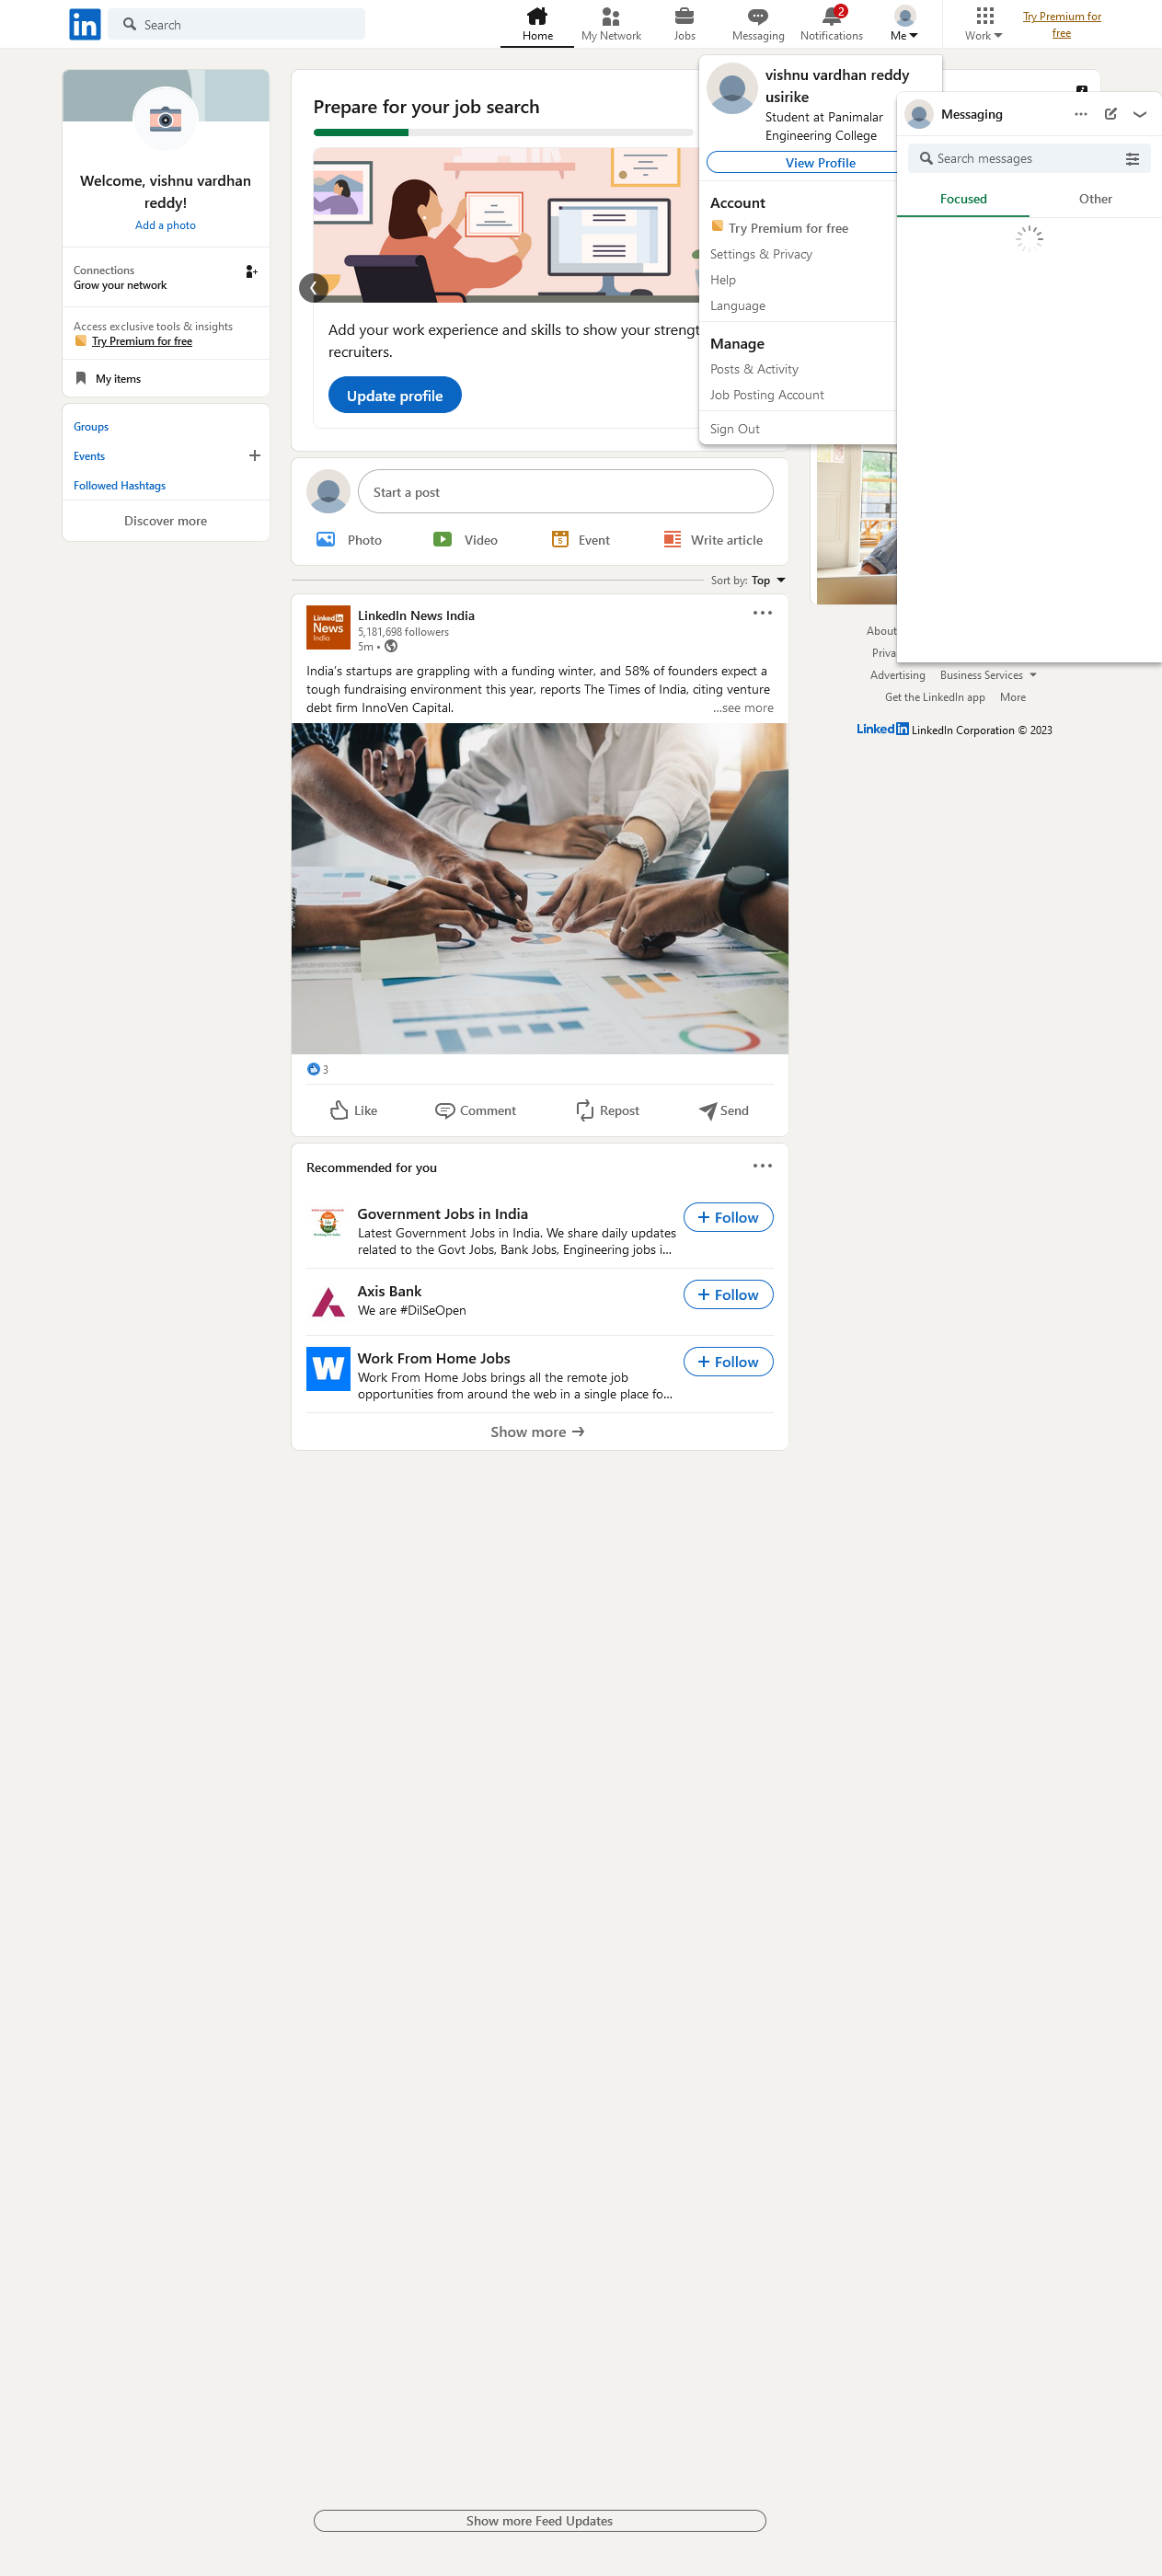 in
Search
Home
My Network
Jobs
Messaging
2
Notifications
Me
Work
Try Premium for
free
Welcome, vishnu vardhan
reddy!
Add a photo
Connections
Grow your network
Access exclusive tools & insights
Try Premium for free
My items
Groups
Events
Followed Hashtags
Discover more
Prepare for your job search
Add your work experience and skills to show your strengt
recruiters.
Update profile
Start a post
Photo
Video
Event
Write article
Sort by: Top
Linked in
News
India
LinkedIn News India
5,181,698 followers
5m •
India's startups are grappling with a funding winter, and 58% of founders expect a
tough fundraising environment this year, reports The Times of India, citing venture
debt firm InnoVen Capital.
...see more
3
Like
Comment
Repost
Send
Recommended for you
Government Jobs in India
Latest Government Jobs in India. We share daily updates
related to the Govt Jobs, Bank Jobs, Engineering jobs i...
+ Follow
Axis Bank
We are #DilSeOpen
+ Follow
W
Work From Home Jobs
Work From Home Jobs brings all the remote job
opportunities from around the web in a single place fo...
+ Follow
Show more →
Show more Feed Updates
vishnu vardhan reddy
usirike
Student at Panimalar
Engineering College
View Profile
Account
Try Premium for free
Settings & Privacy
Help
Language
Manage
Posts & Activity
Job Posting Account
Sign Out
Messaging
Search messages
Focused
Other
About
Priva
Advertising
Business Services
Get the LinkedIn app
More
Linked in LinkedIn Corporation © 2023